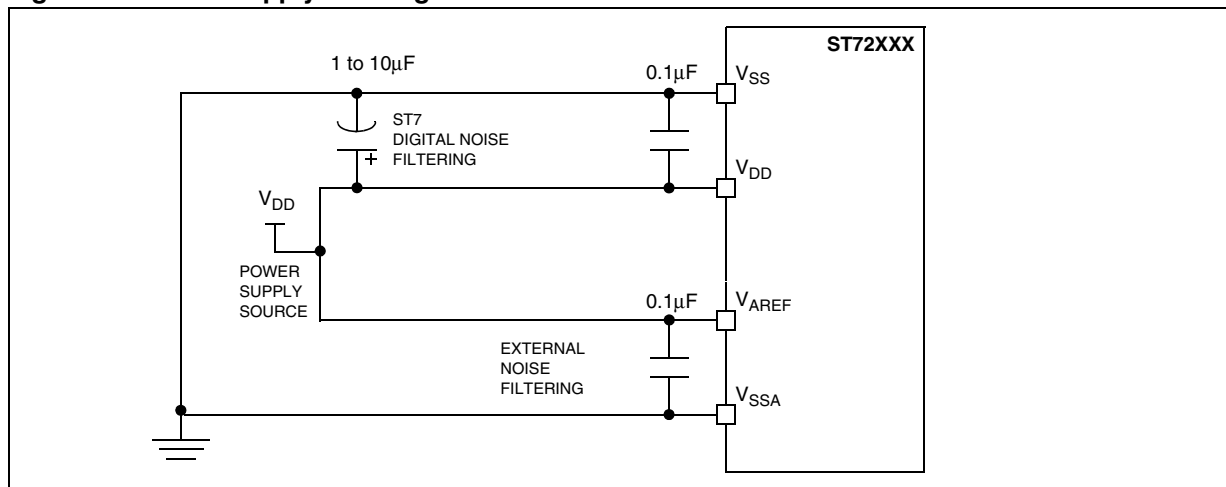 ST72XXX
1 to 10μF
0.1μF
VSS
ST7
DIGITAL NOISE
FILTERING
+
VDD
VDD
POWER
SUPPLY
SOURCE
0.1μF
VAREF
EXTERNAL
NOISE
FILTERING
VSSA